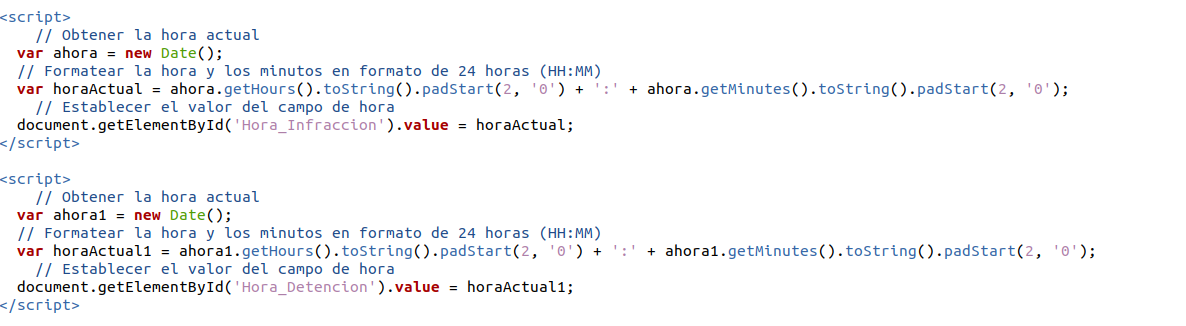 <script>
    // Obtener la hora actual
  var ahora = new Date();
  // Formatear la hora y los minutos en formato de 24 horas (HH:MM)
  var horaActual = ahora.getHours().toString().padStart(2, '0') + ':' + ahora.getMinutes().toString().padStart(2, '0');
    // Establecer el valor del campo de hora
  document.getElementById('Hora_Infraccion').value = horaActual;
</script>

<script>
    // Obtener la hora actual
  var ahora1 = new Date();
  // Formatear la hora y los minutos en formato de 24 horas (HH:MM)
  var horaActual1 = ahora1.getHours().toString().padStart(2, '0') + ':' + ahora1.getMinutes().toString().padStart(2, '0');
    // Establecer el valor del campo de hora
  document.getElementById('Hora_Detencion').value = horaActual1;
</script>